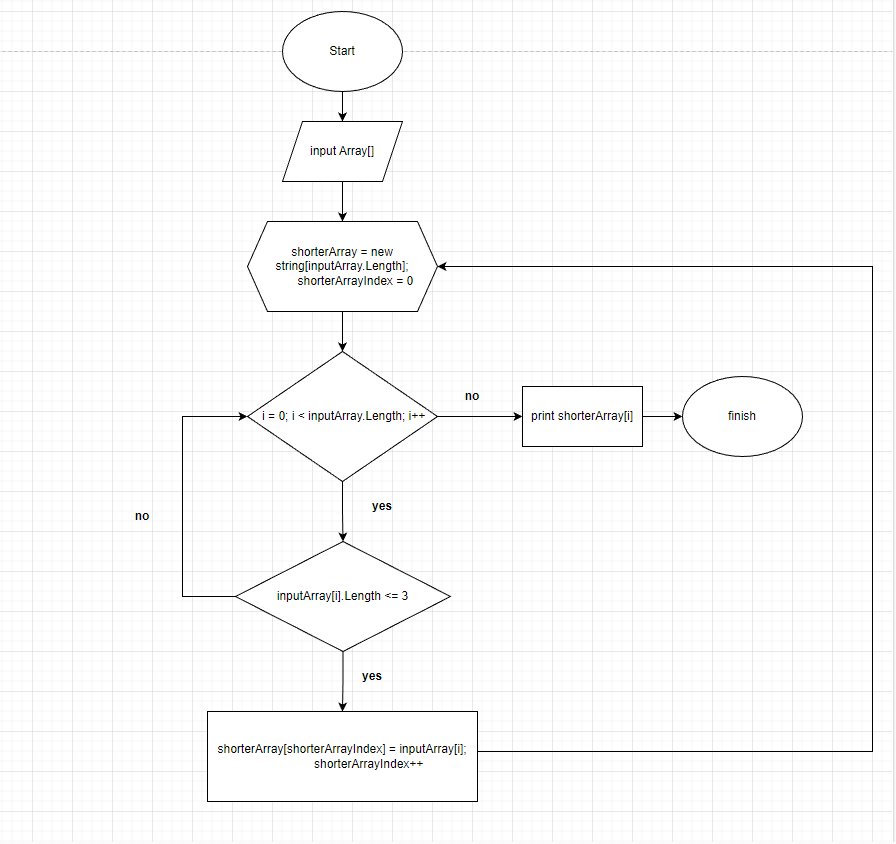 Start
input Array[]
shorterArray = new
string[inputArray.Length];
shorterArrayIndex = 0
i = 0; i < inputArray.Length; i++
no
print shorterArray[i]
finish
yes
no
inputArray[i].Length <= 3
yes
shorterArray[shorterArrayIndex] = inputArray[i];
shorterArrayIndex++